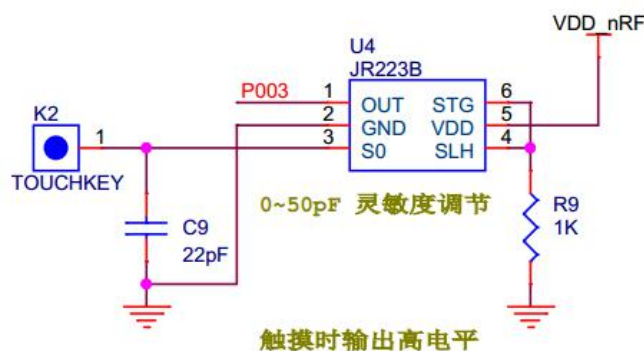 VDD_nRF
U4
JR223B
P003
1 OUT STG 6
2 GND VDD 5
3 S0 SLH 4
K2
1
TOUCHKEY
0~50pF 灵敏度调节
C9
22pF
R9
1K
触摸时输出高电平